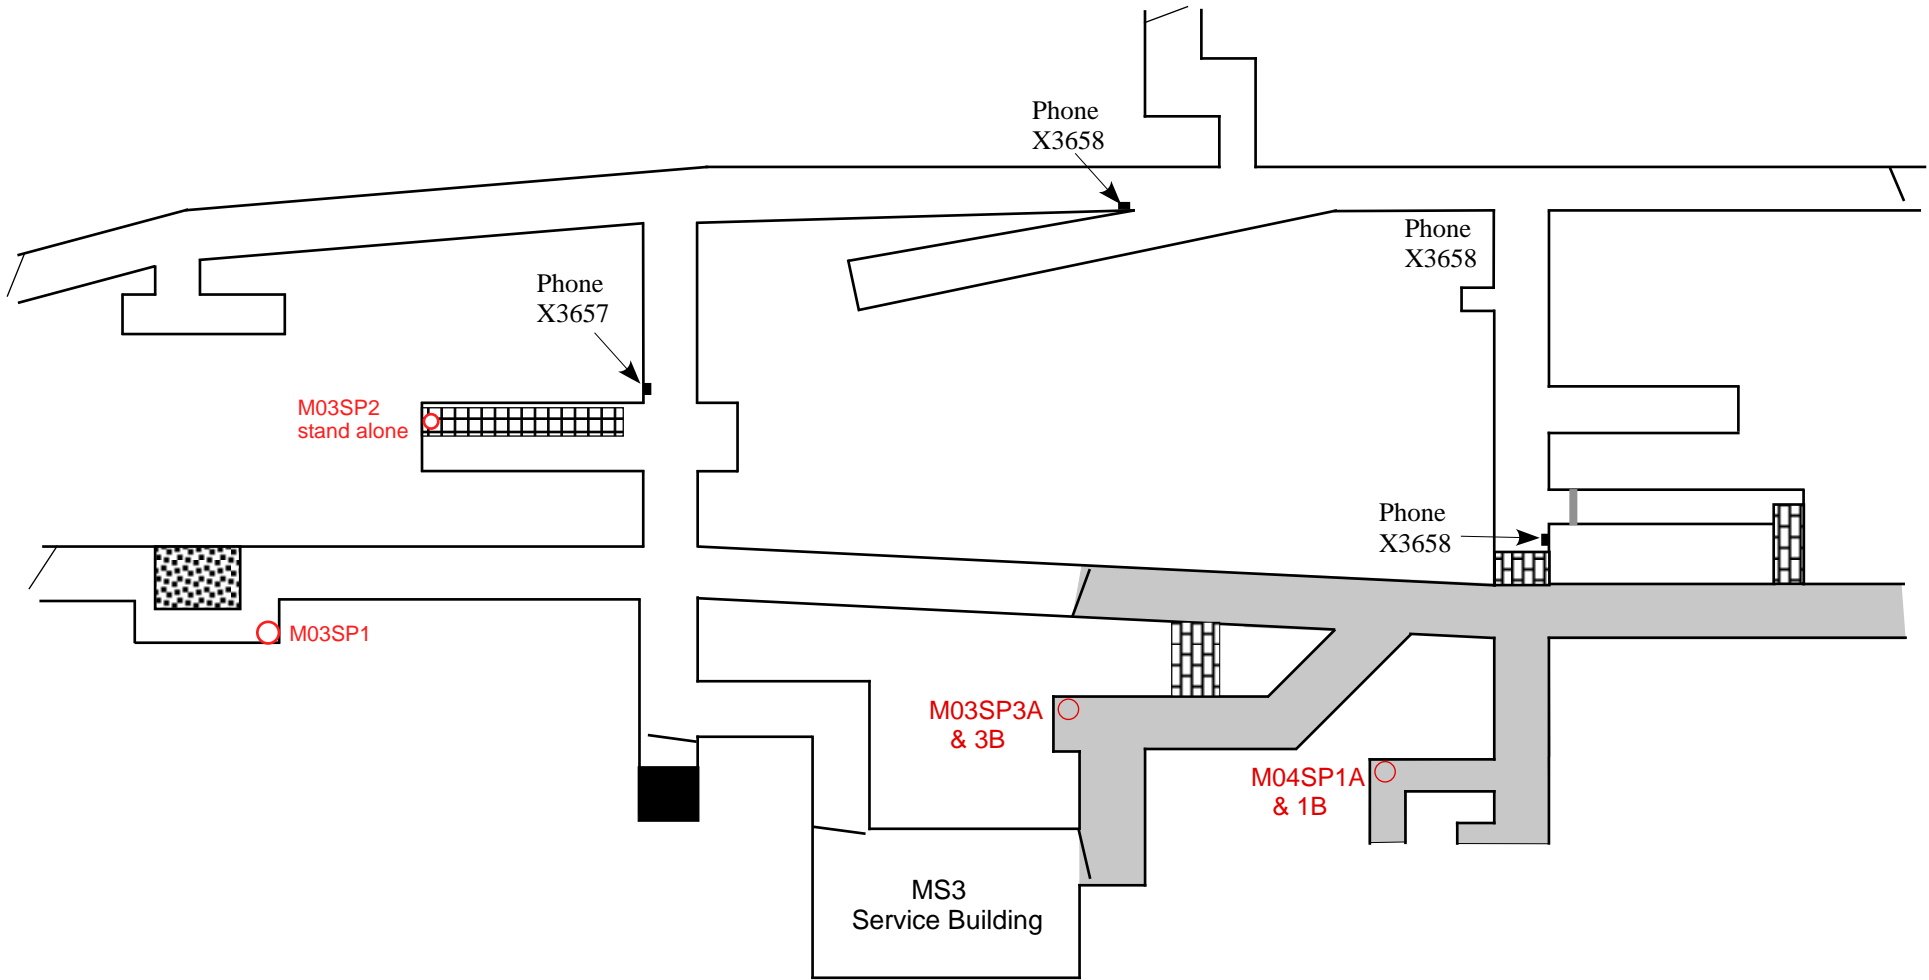 Phone
X3658
Phone
X3658
Phone
X3657
M03SP2
stand alone
Phone
X3658
M03SP1
M03SP3A
& 3B
M04SP1A
& 1B
MS3
Service Building